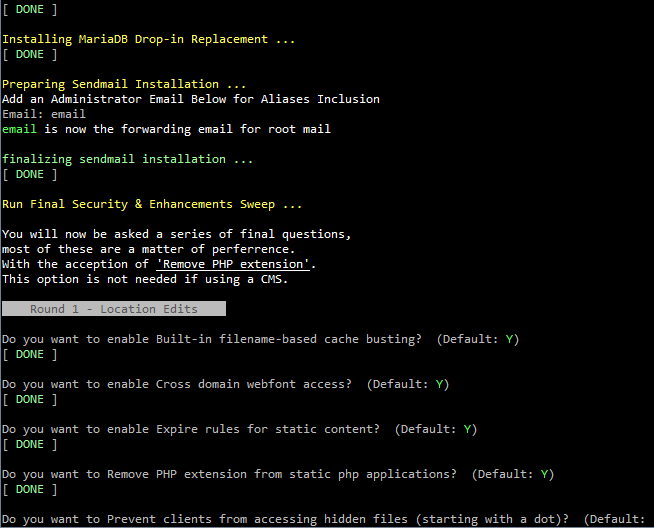 [ DONE ]
Installing MariaDB Drop-in Replacement ...
[ DONE ]
Preparing Sendmail Installation ...
Add an Administrator Email Below for Aliases Inclusion
Email: email
email is now the forwarding email for root mail
finalizing sendmail installation ...
[ DONE ]
Run Final Security & Enhancements Sweep ...
You will now be asked a series of final questions,
most of these are a matter of perferrence.
With the acception of 'Remove PHP extension'.
This option is not needed if using a CMS.
Round 1 - Location Edits
Do you want to enable Built-in filename-based cache busting?  (Default: Y)
[ DONE ]
Do you want to enable Cross domain webfont access?  (Default: Y)
[ DONE ]
Do you want to enable Expire rules for static content?  (Default: Y)
[ DONE ]
Do you want to Remove PHP extension from static php applications?  (Default: Y)
[ DONE ]
Do you want to Prevent clients from accessing hidden files (starting with a dot)?  (Default: